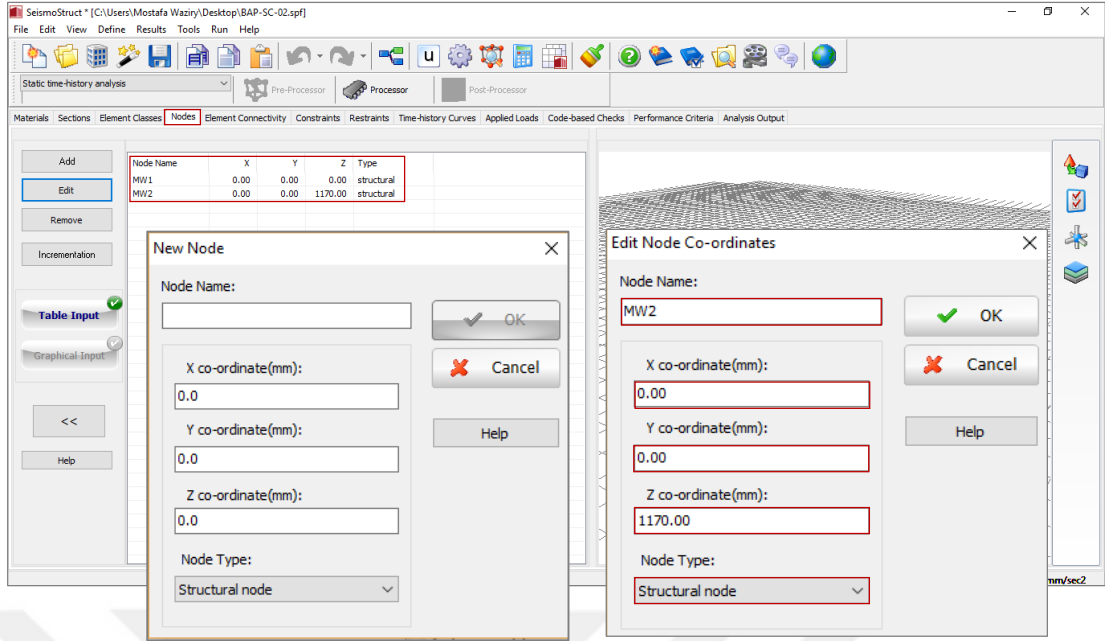 SeismoStruct * [C:\Users\Mostafa Waziry\Desktop\BAP-SC-02.spf]
File Edit View Define Results Tools Run Help
u
Static time-history analysis
Pre-Processor
Processor
Post-Processor
Materials Sections Element Classes Nodes Element Connectivity Constraints Restraints Time-history Curves Applied Loads Code-based Checks Performance Criteria Analysis Output
Add
Edit
Remove
Incrementation
Table Input
Graphical Input
<<
Help
Node Name X Y Z Type
MW1 0.00 0.00 0.00 structural
MW2 0.00 0.00 1170.00 structural
New Node
Node Name:
OK
X co-ordinate(mm):
Cancel
0.0
Y co-ordinate(mm):
Help
0.0
Z co-ordinate(mm):
0.0
Node Type:
Structural node
Edit Node Co-ordinates
Node Name:
MW2
OK
X co-ordinate(mm):
Cancel
0.00
Y co-ordinate(mm):
Help
0.00
Z co-ordinate(mm):
1170.00
Node Type:
Structural node
mm/sec2